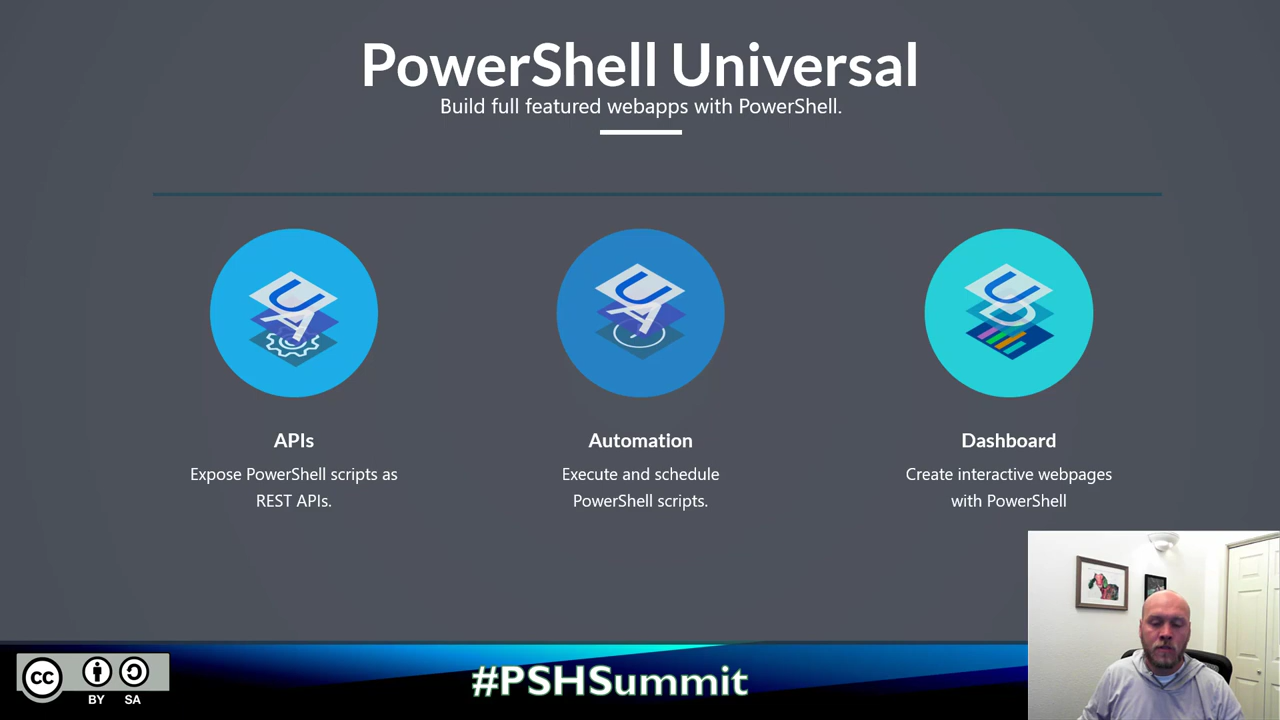 PowerShell Universal
Build full featured webapps with PowerShell.
U
A
U
A
U
D
APIs
Expose PowerShell scripts as
REST APIs.
Automation
Execute and schedule
PowerShell scripts.
Dashboard
Create interactive webpages
with PowerShell
cc
BY
SA
#PSHSummit